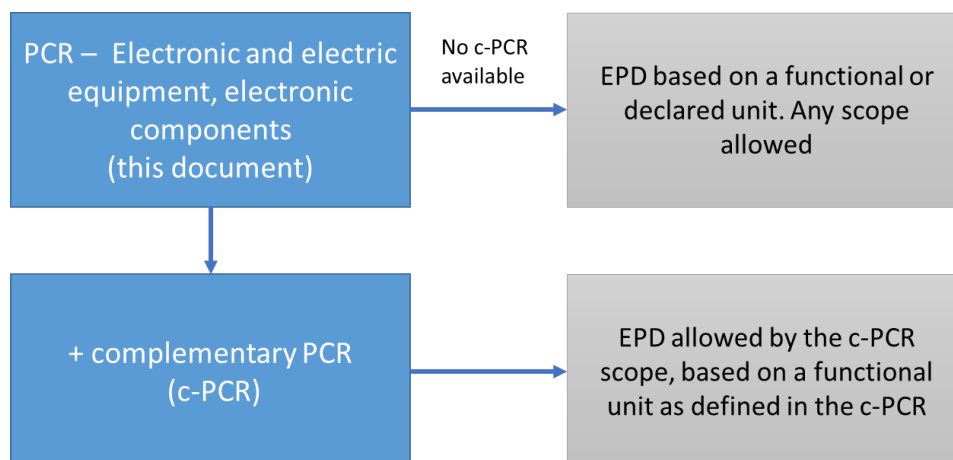 PCR – Electronic and electric
equipment, electronic
components
(this document)
No c-PCR
available
EPD based on a functional or
declared unit. Any scope
allowed
+ complementary PCR
(c-PCR)
EPD allowed by the c-PCR
scope, based on a functional
unit as defined in the c-PCR